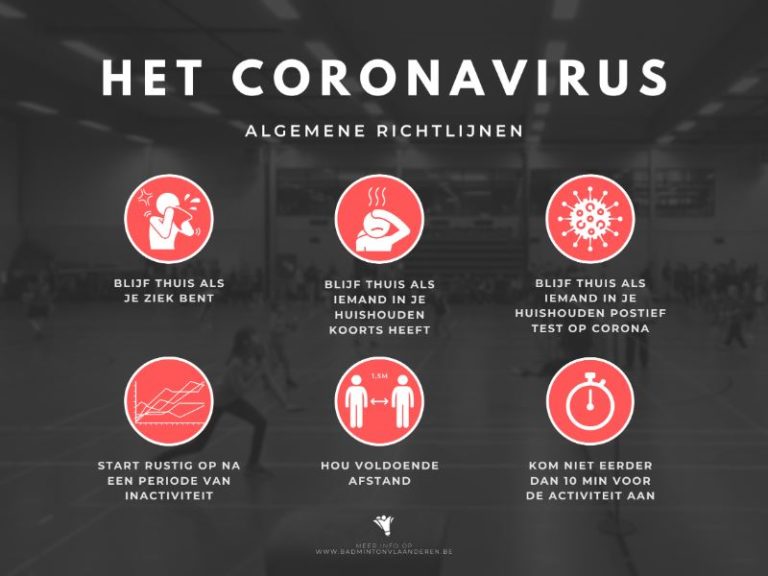 HET CORONAVIRUS
ALGEMENE RICHTLIJNEN
BLIJF THUIS ALS
JE ZIEK BENT
BLIJF THUIS ALS
IEMAND IN JE
HUISHOUDEN
KOORTS HEEFT
BLIJF THUIS ALS
IEMAND IN JE
HUISHOUDEN POSTIEF
TEST OP CORONA
START RUSTIG OP NA
EEN PERIODE VAN
INACTIVITEIT
1,5M
HOU VOLDOENDE
AFSTAND
KOM NIET EERDER
DAN 10 MIN VOOR
DE ACTIVITEIT AAN
MEER INFO OP
WWW.BADMINTONVLAANDEREN.BE